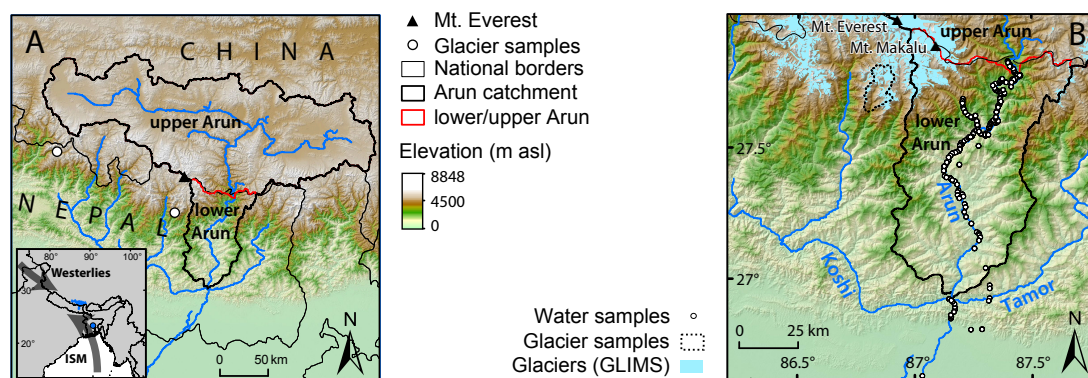 A
CHINA
upper Arun
NEPAL
lower
Arun
80° 90° 100°
Westerlies
30°
20°
ISM
0 50 km
N
Mt. Everest
Glacier samples
National borders
Arun catchment
lower/upper Arun
Elevation (m asl)
8848
4500
0
Water samples
Glacier samples
Glaciers (GLIMS)
B
Mt. Everest
upper Arun
Mt. Makalu
lower
Arun
27.5°
Arun
27°
Koshi
Tamor
N
0 25 km
86.5° 87° 87.5°